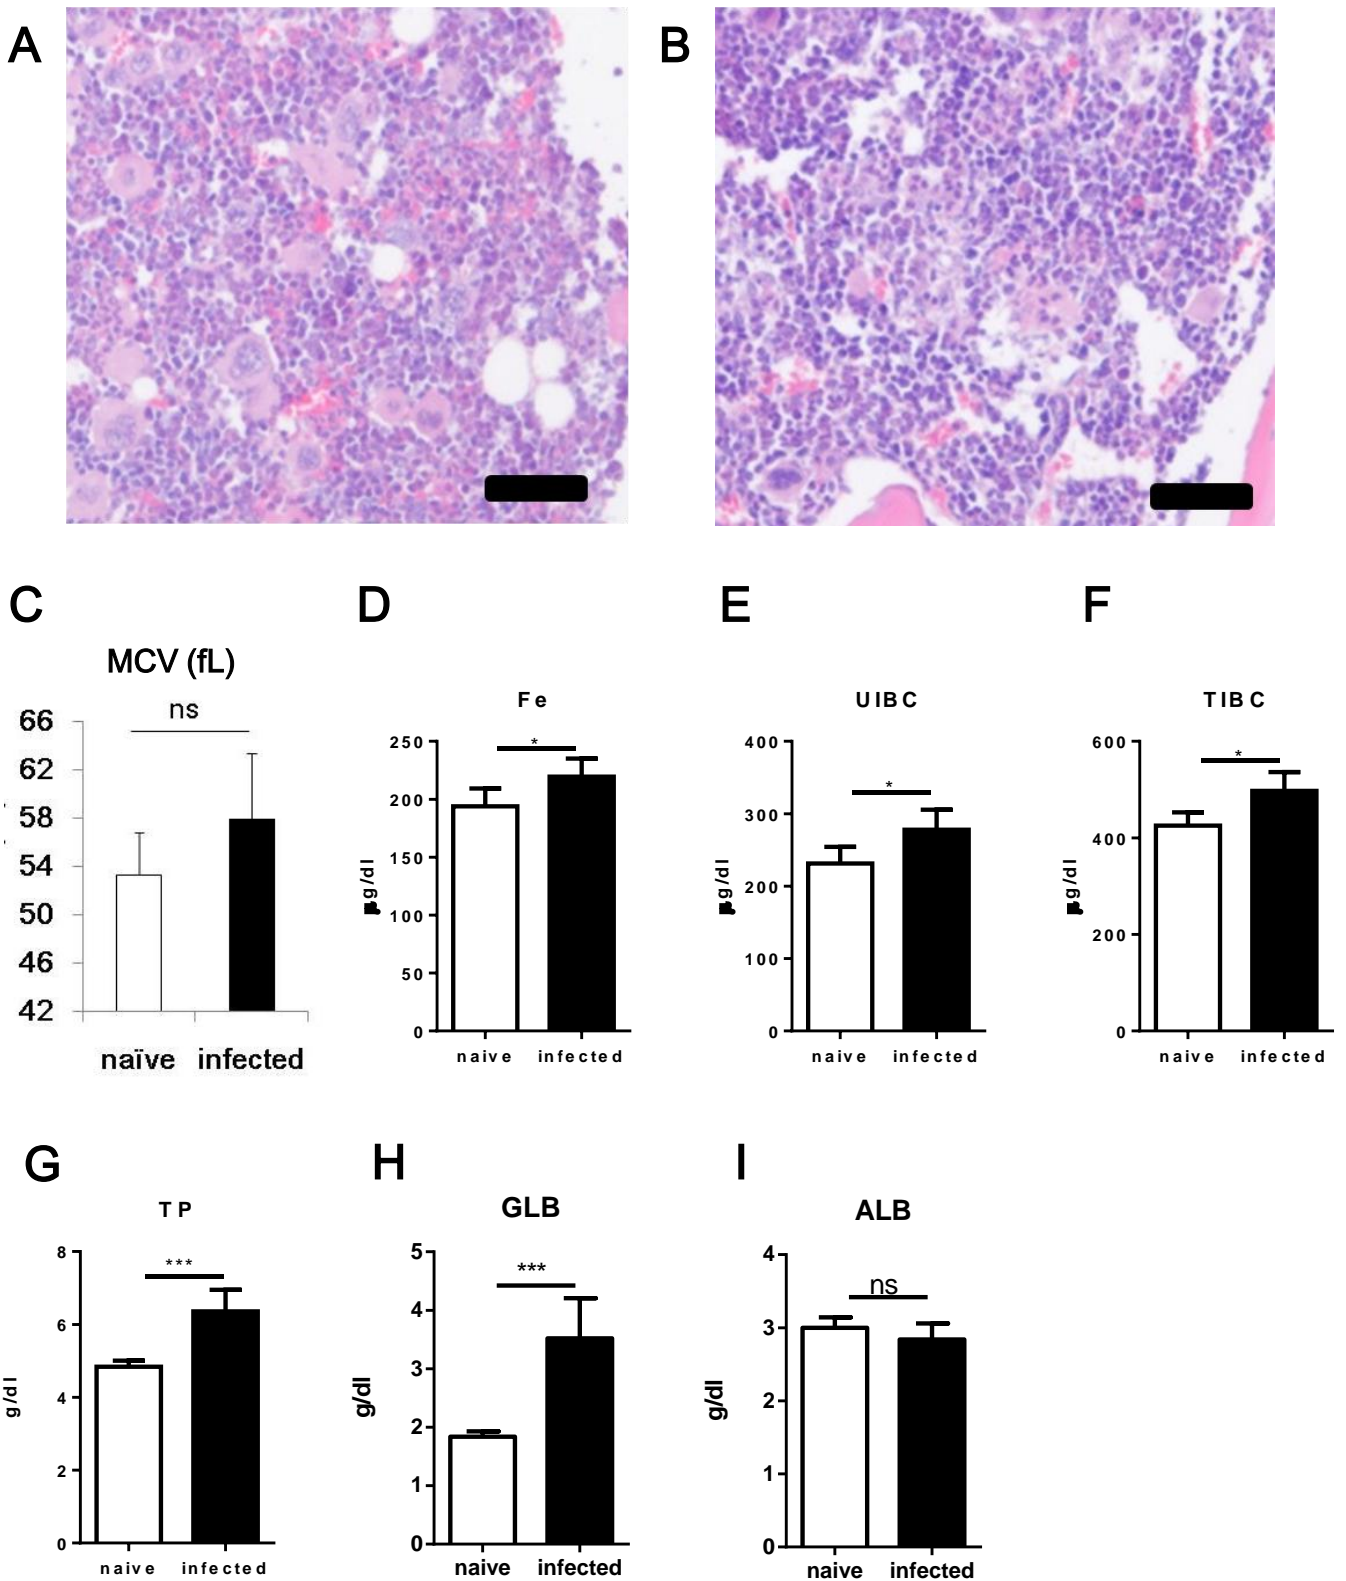 A
B
C
D
E
F
MCV (fL)
Fe
UIBC
TIBC
ns
66
62
58
54
50
46
42
naïve
infected
*
250
200
150
100
50
0
µg/dl
naive
infected
*
400
300
200
100
0
µg/dl
naive
infected
*
600
400
200
0
µg/dl
naive
infected
G
H
I
TP
GLB
ALB
***
8
6
4
2
0
g/dl
naive
infected
***
5
4
3
2
1
0
g/dl
naive
infected
ns
4
3
2
1
0
g/dl
naive
infected